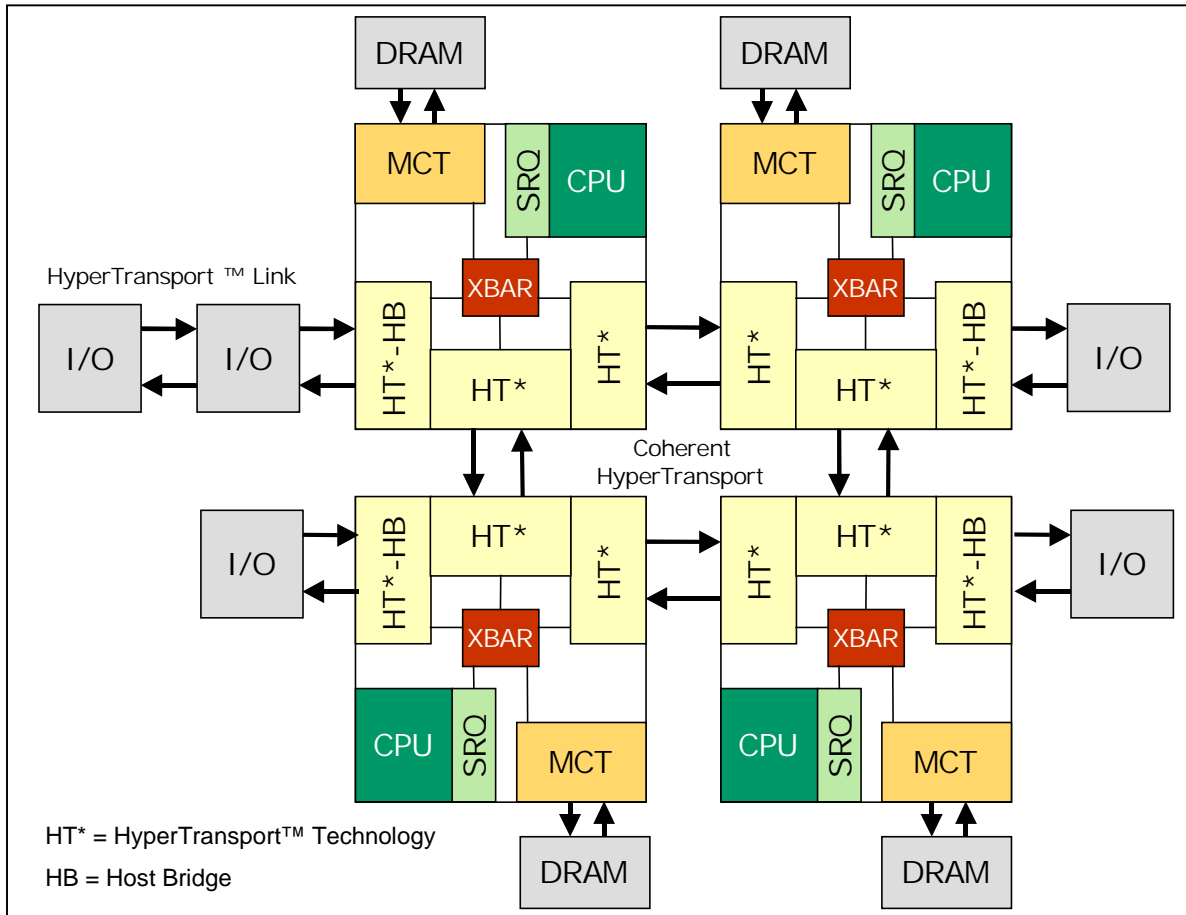 DRAM
DRAM
MCT
SRQ
CPU
MCT
SRQ
CPU
HyperTransport ™ Link
XBAR
XBAR
I/O
I/O
HT*-HB
HT*
HT*
HT*
HT*
HT*-HB
I/O
Coherent
HyperTransport
I/O
HT*-HB
HT*
HT*
HT*
HT*
HT*-HB
I/O
XBAR
XBAR
CPU
SRQ
MCT
CPU
SRQ
MCT
HT* = HyperTransport™ Technology
HB = Host Bridge
DRAM
DRAM